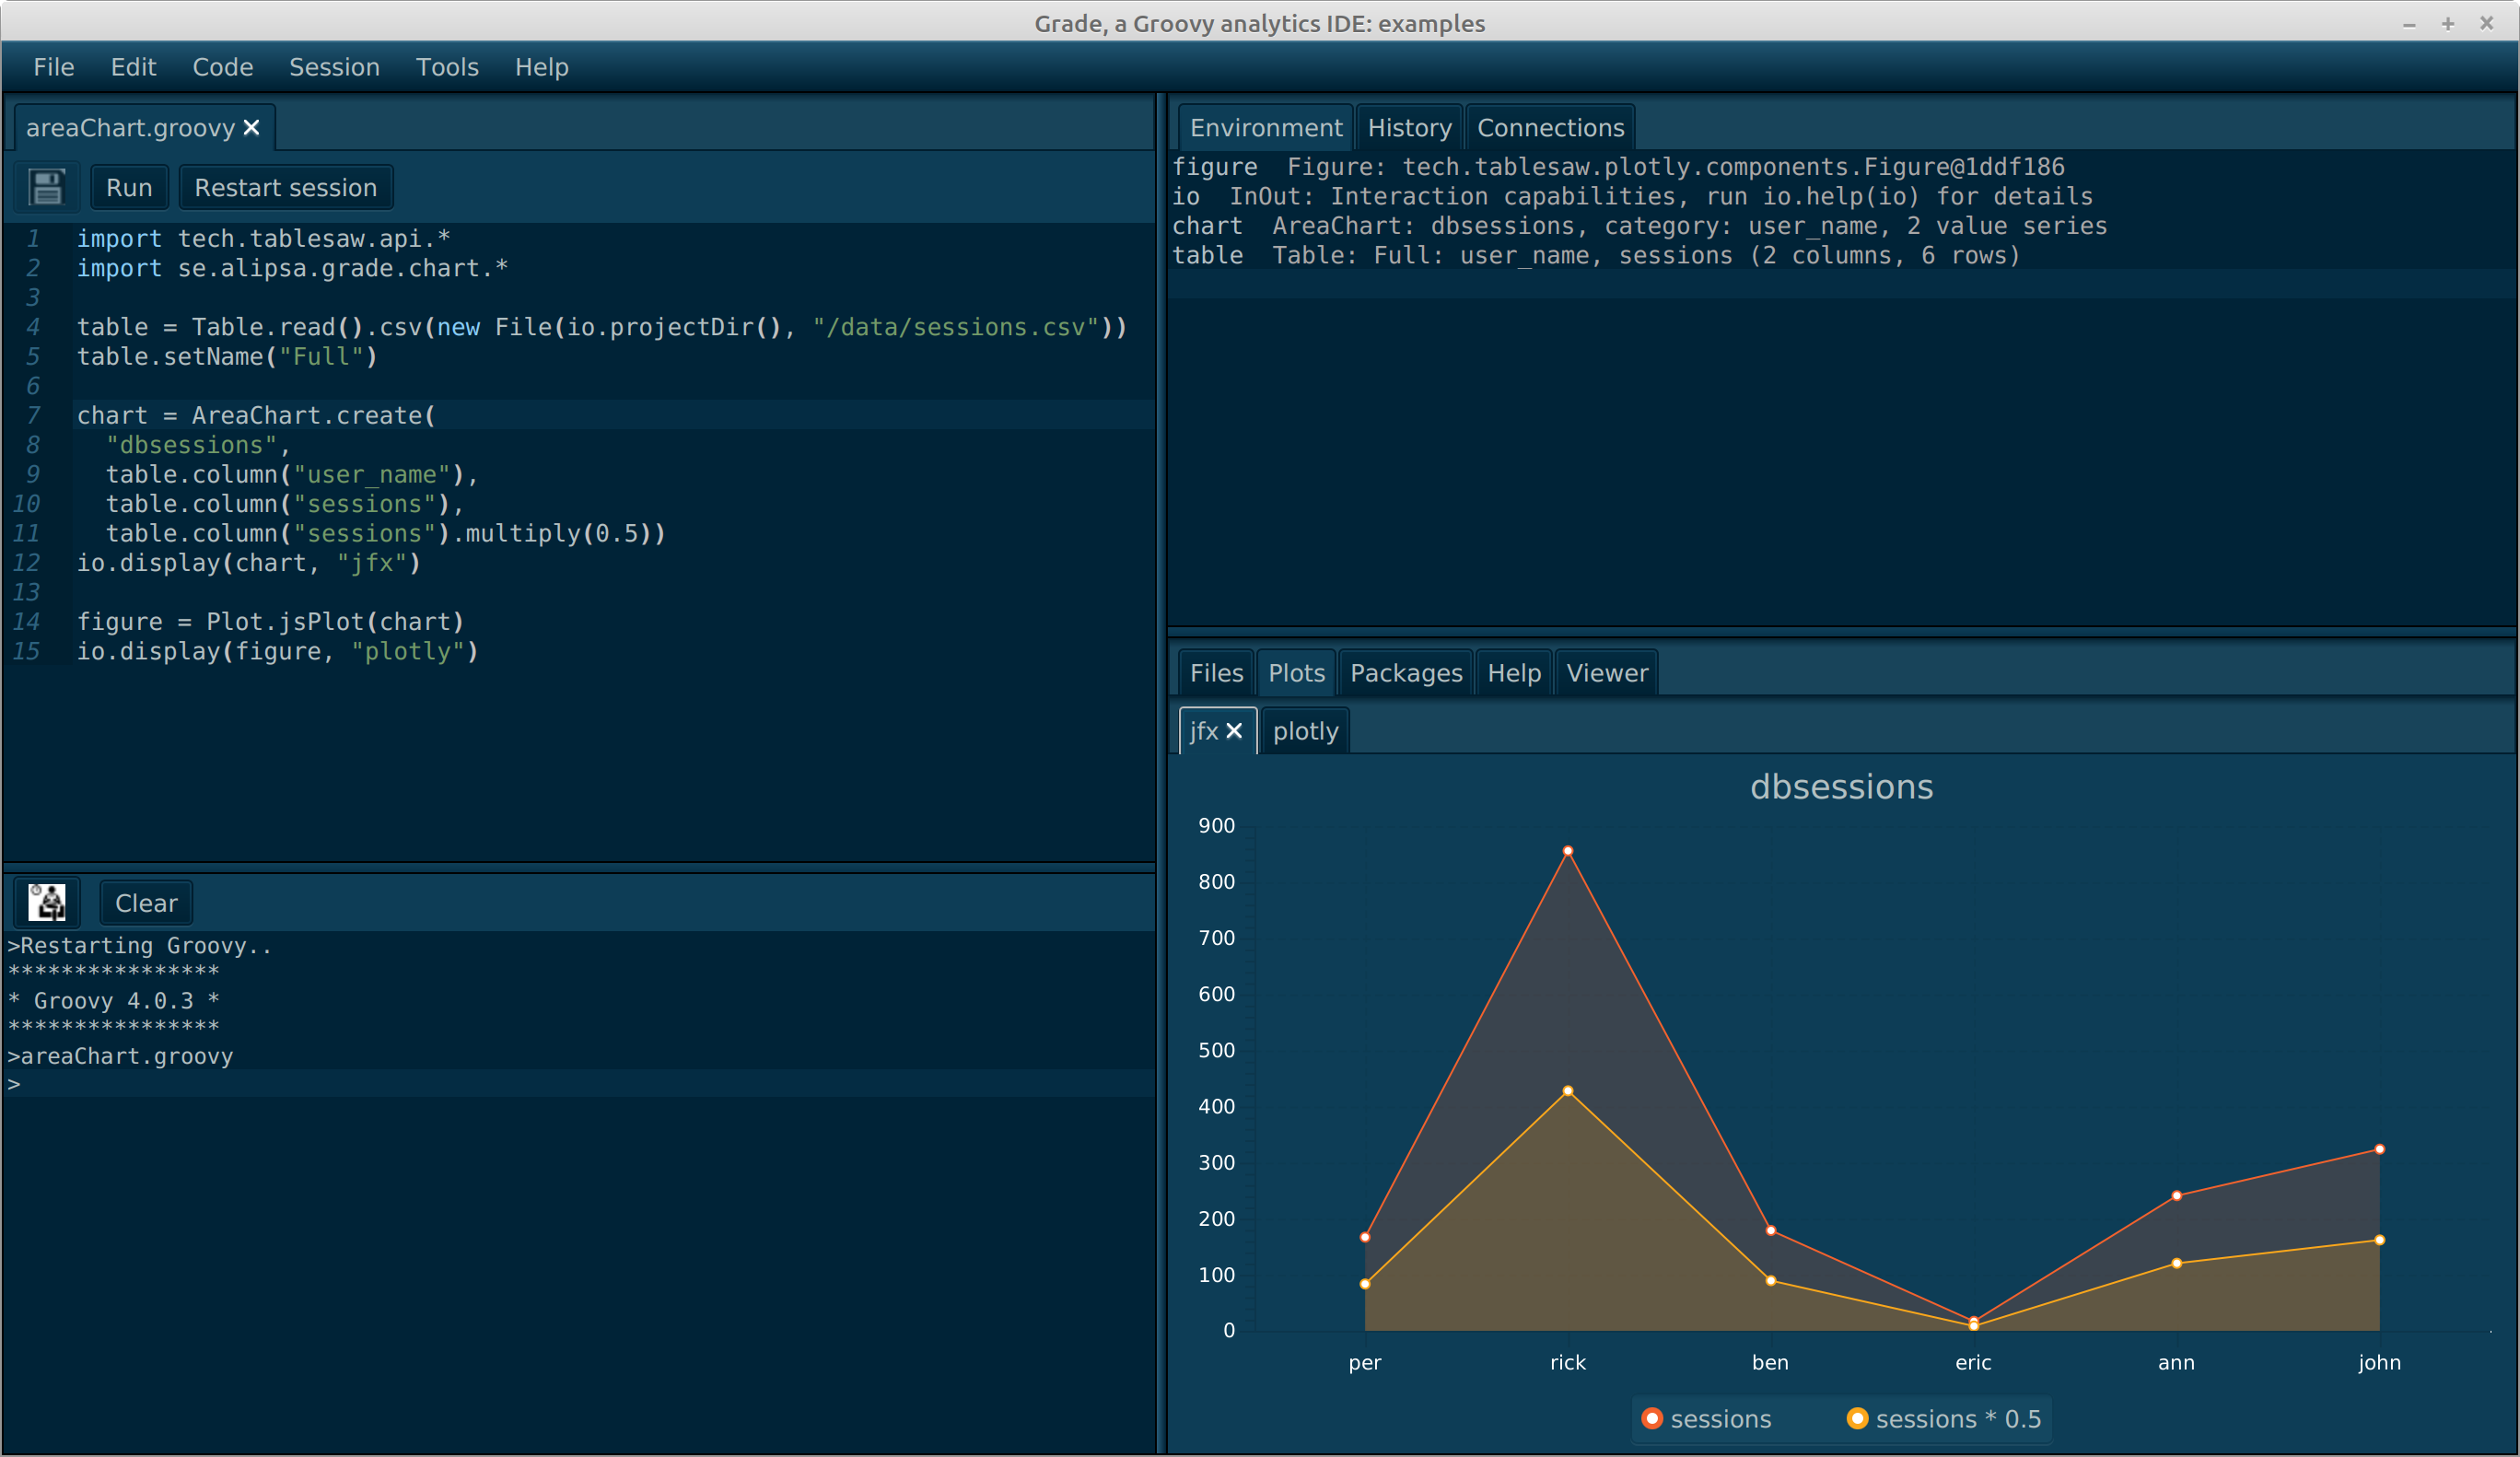 Grade, a Groovy analytics IDE: examples
File Edit Code Session Tools Help
areaChart.groovy
Run Restart session
1 import tech.tablesaw.api.*
2 import se.alipsa.grade.chart.*
3
4 table = Table.read().csv(new File(io.projectDir(), "/data/sessions.csv"))
5 table.setName("Full")
6
7 chart = AreaChart.create(
8   "dbsessions",
9   table.column("user_name"),
10   table.column("sessions"),
11   table.column("sessions").multiply(0.5))
12 io.display(chart, "jfx")
13
14 figure = Plot.jsPlot(chart)
15 io.display(figure, "plotly")
Clear
>Restarting Groovy..
****************
* Groovy 4.0.3 *
****************
>areaChart.groovy
>
Environment History Connections
figure  Figure: tech.tablesaw.plotly.components.Figure@1ddf186
io  InOut: Interaction capabilities, run io.help(io) for details
chart  AreaChart: dbsessions, category: user_name, 2 value series
table  Table: Full: user_name, sessions (2 columns, 6 rows)
Files Plots Packages Help Viewer
jfx plotly
dbsessions
900
800
700
600
500
400
300
200
100
0
per rick ben eric ann john
sessions sessions * 0.5